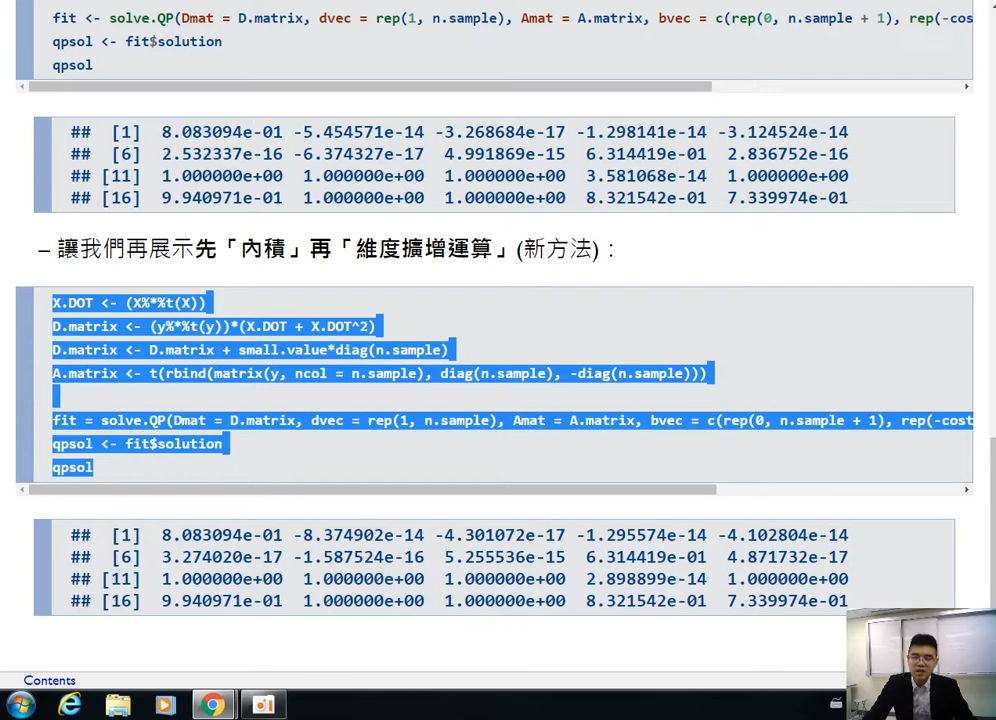 fit <- solve.QP(Dmat = D.matrix, dvec = rep(1, n.sample), Amat = A.matrix, bvec = c(rep(0, n.sample + 1), rep(-cos
qpsol <- fit$solution
qpsol
## [1] 8.083094e-01 -5.454571e-14 -3.268684e-17 -1.298141e-14 -3.124524e-14
## [6] 2.532337e-16 -6.374327e-17 4.991869e-15 6.314419e-01 2.836752e-16
## [11] 1.000000e+00 1.000000e+00 1.000000e+00 3.581068e-14 1.000000e+00
## [16] 9.940971e-01 1.000000e+00 1.000000e+00 8.321542e-01 7.339974e-01
– 讓我們再展示先「內積」再「維度擴增運算」(新方法)：
X.DOT <- (X%*%t(X))
D.matrix <- (y%*%t(y))*(X.DOT + X.DOT^2)
D.matrix <- D.matrix + small.value*diag(n.sample)
A.matrix <- t(rbind(matrix(y, ncol = n.sample), diag(n.sample), -diag(n.sample)))
fit = solve.QP(Dmat = D.matrix, dvec = rep(1, n.sample), Amat = A.matrix, bvec = c(rep(0, n.sample + 1), rep(-cost
qpsol <- fit$solution
qpsol
## [1] 8.083094e-01 -8.374902e-14 -4.301072e-17 -1.295574e-14 -4.102804e-14
## [6] 3.274020e-17 -1.587524e-16 5.255536e-15 6.314419e-01 4.871732e-17
## [11] 1.000000e+00 1.000000e+00 1.000000e+00 2.898899e-14 1.000000e+00
## [16] 9.940971e-01 1.000000e+00 1.000000e+00 8.321542e-01 7.339974e-01
Contents